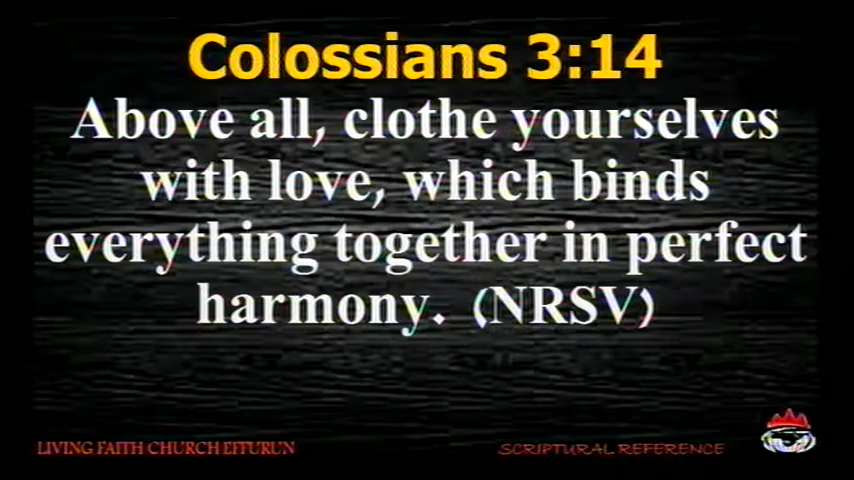 Colossians 3:14
Above all, clothe yourselves
with love, which binds
everything together in perfect
harmony. (NRSV)
LIVING FAITH CHURCH EFFURUN
SCRIPTURAL REFERENCE